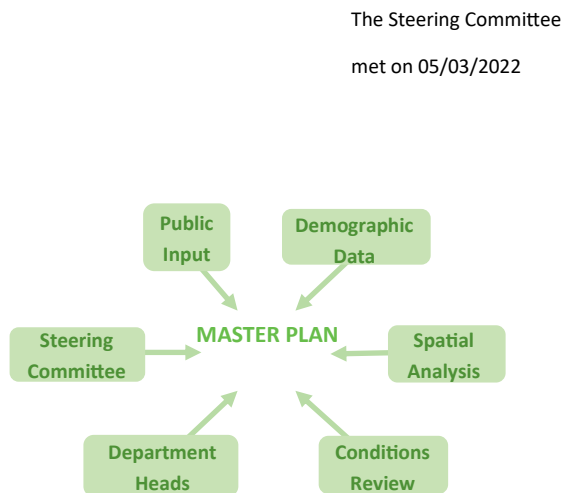 The Steering Committee
met on 05/03/2022
Public
Input
Demographic
Data
MASTER PLAN
Steering
Committee
Spatial
Analysis
Department
Heads
Conditions
Review